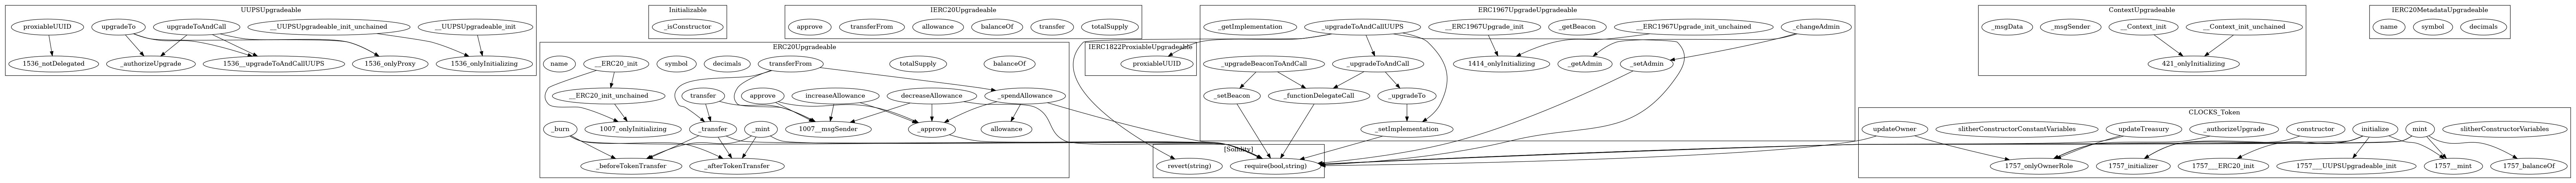 UUPSUpgradeable
proxiableUUID
upgradeTo
upgradeToAndCall
__UUPSUpgradeable_init_unchained
__UUPSUpgradeable_init
1536_notDelegated
_authorizeUpgrade
1536__upgradeToAndCallUUPS
1536_onlyProxy
1536_onlyInitializing
Initializable
_isConstructor
IERC20Upgradeable
approve
transferFrom
allowance
balanceOf
transfer
totalSupply
ERC20Upgradeable
name
__ERC20_init
symbol
decimals
transferFrom
totalSupply
balanceOf
__ERC20_init_unchained
transfer
approve
increaseAllowance
decreaseAllowance
_spendAllowance
_burn
1007_onlyInitializing
_transfer
_mint
1007__msgSender
_approve
allowance
_beforeTokenTransfer
_afterTokenTransfer
ERC1967UpgradeUpgradeable
_getImplementation
_upgradeToAndCallUUPS
__ERC1967Upgrade_init
_getBeacon
__ERC1967Upgrade_init_unchained
_changeAdmin
_upgradeBeaconToAndCall
_upgradeToAndCall
1414_onlyInitializing
_getAdmin
_setAdmin
_setBeacon
_functionDelegateCall
_upgradeTo
_setImplementation
IERC1822ProxiableUpgradeable
proxiableUUID
[Solidity]
revert(string)
require(bool,string)
ContextUpgradeable
_msgData
_msgSender
__Context_init
__Context_init_unchained
421_onlyInitializing
IERC20MetadataUpgradeable
name
symbol
decimals
CLOCKS_Token
updateOwner
slitherConstructorConstantVariables
updateTreasury
_authorizeUpgrade
constructor
initialize
mint
slitherConstructorVariables
1757_onlyOwnerRole
1757_initializer
1757___ERC20_init
1757___UUPSUpgradeable_init
1757__mint
1757_balanceOf